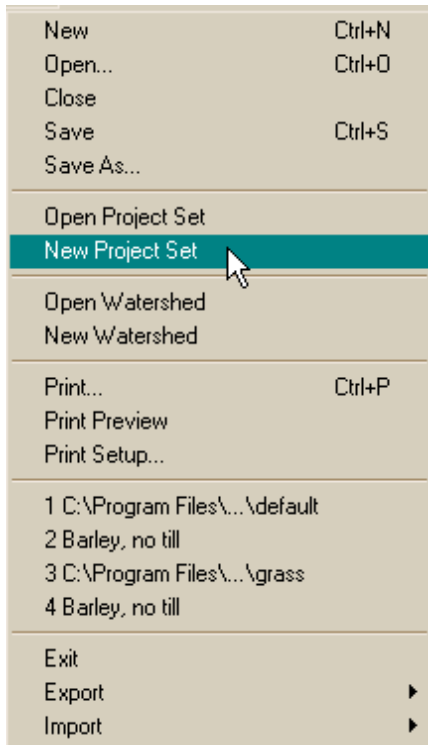 New Ctrl+N
Open... Ctrl+O
Close
Save Ctrl+S
Save As...
Open Project Set
New Project Set
Open Watershed
New Watershed
Print... Ctrl+P
Print Preview
Print Setup...
1 C:\Program Files\...\default
2 Barley, no till
3 C:\Program Files\...\grass
4 Barley, no till
Exit
Export
Import